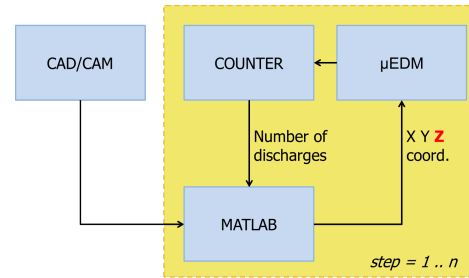 CAD/CAM
COUNTER
µEDM
Number of
discharges
X Y Z
coord.
MATLAB
step = 1 .. n